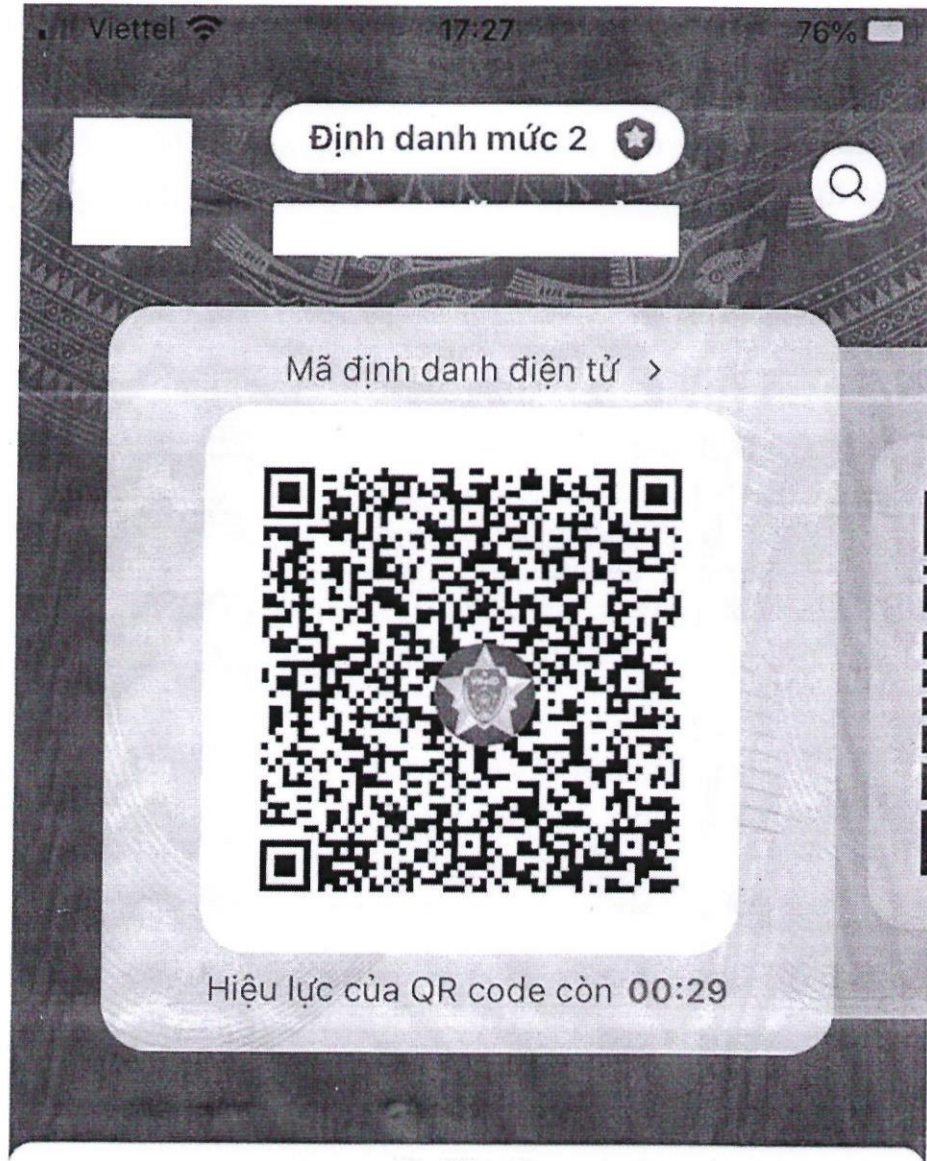 Viettel 17:27 76%
Định danh mức 2
Mã định danh điện tử >
Hiệu lực của QR code còn 00:29